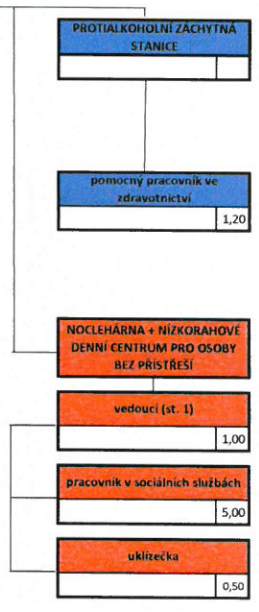 PROTIALKOHOLNÍ ZÁCHYTNÁ
STANICE
pomocný pracovník ve
zdravotnictví
1,20
NOCLEHÁRNA + NÍZKORAHOVÉ
DENNÍ CENTRUM PRO OSOBY
BEZ PŘÍSTŘEŠÍ
vedoucí (st. 1)
1,00
pracovník v sociálních službách
5,00
uklízečka
0,50